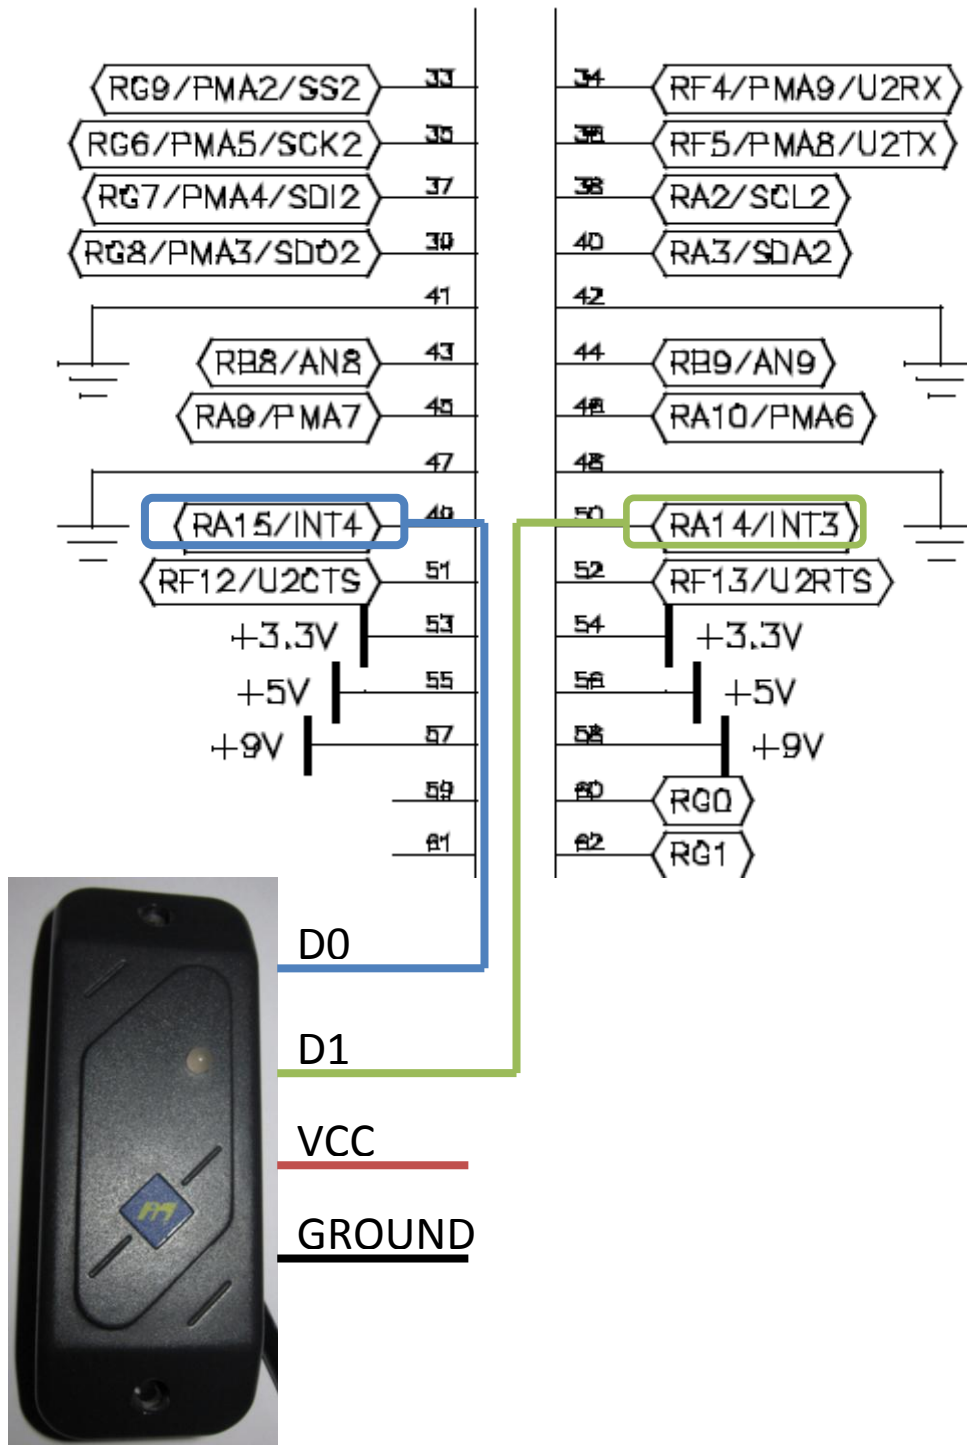 RG9/PMA2/SS2 33 34 RF4/PMA9/U2RX
RG6/PMA5/SCK2 35 36 RF5/PMA8/U2TX
RG7/PMA4/SDI2 37 38 RA2/SCL2
RG8/PMA3/SDO2 39 40 RA3/SDA2
41 42
RB8/AN8 43 44 RB9/AN9
RA9/PMA7 45 46 RA10/PMA6
47 48
RA15/INT4 49 50 RA14/INT3
RF12/U2CTS 51 52 RF13/U2RTS
+3.3V 53 54 +3.3V
+5V 55 56 +5V
+9V 57 58 +9V
59 60 RG0
61 62 RG1
D0
D1
VCC
GROUND